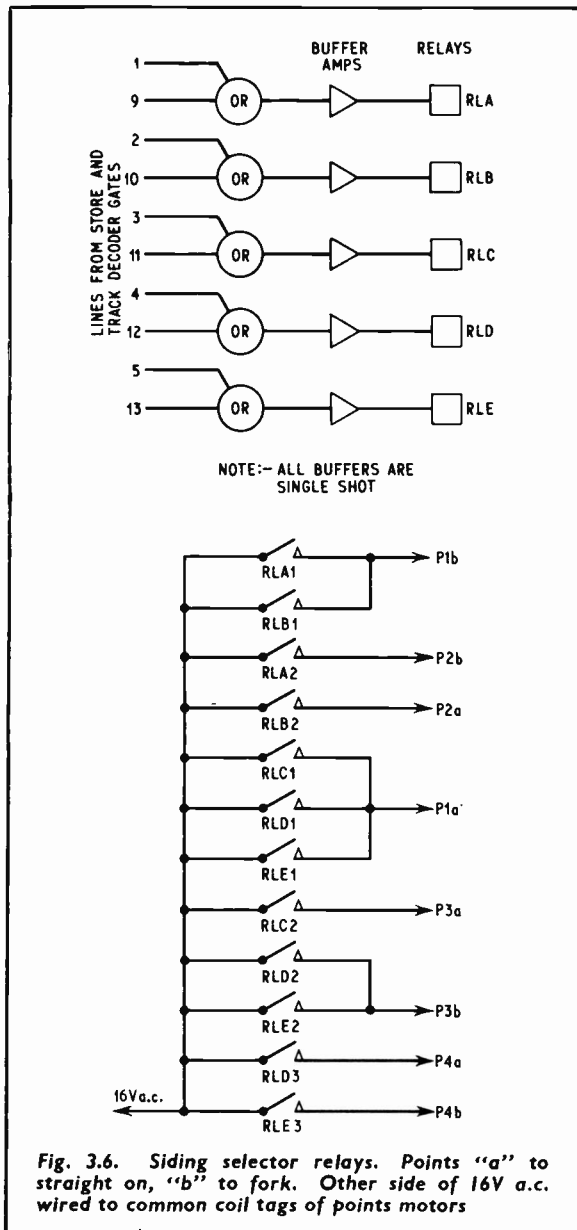 BUFFER
AMPS
RELAYS
LINES FROM STORE AND
TRACK DECODER GATES
1
9
OR
RLA
2
10
OR
RLB
3
11
OR
RLC
4
12
OR
RLD
5
13
OR
RLE
NOTE:- ALL BUFFERS ARE
SINGLE SHOT
RLA1
P1b
RLB1
RLA2
P2b
RLB2
P2a
RLC1
RLD1
P1a
RLE1
RLC2
P3a
RLD2
RLE2
P3b
RLD3
P4a
16V a.c.
RLE3
P4b
Fig. 3.6. Siding selector relays. Points "a" to
straight on, "b" to fork. Other side of 16V a.c.
wired to common coil tags of points motors